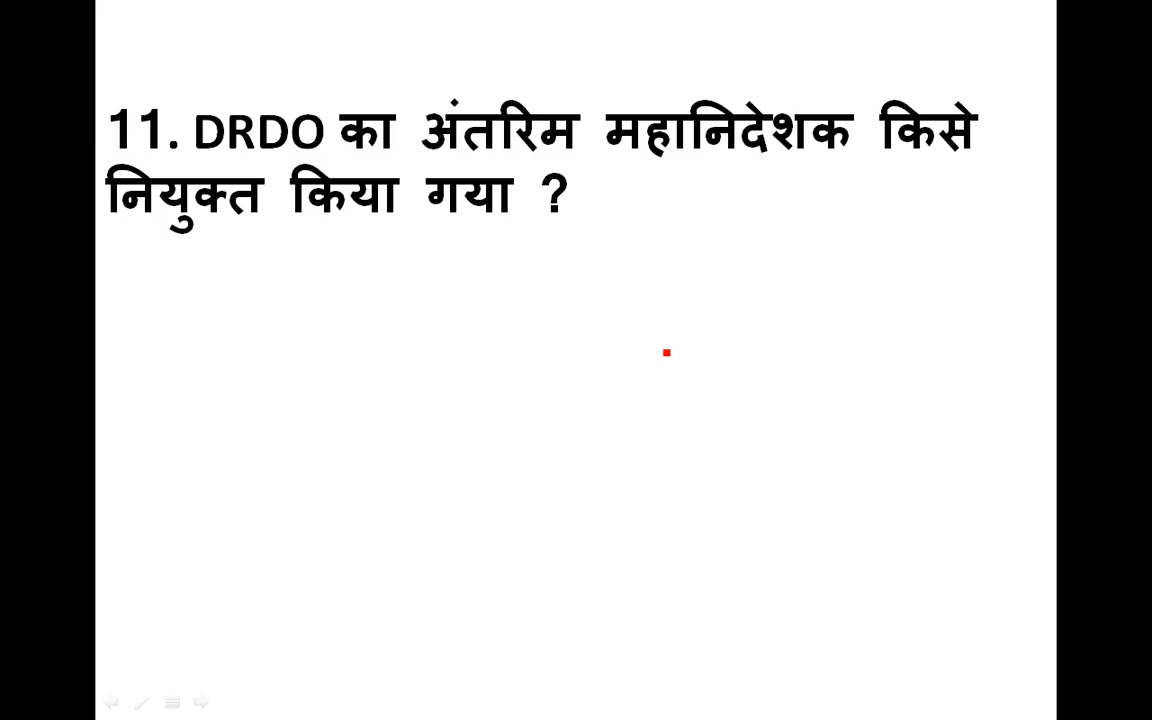 11. DRDO का अंतरिम महानिदेशक किसे
नियुक्त किया गया ?